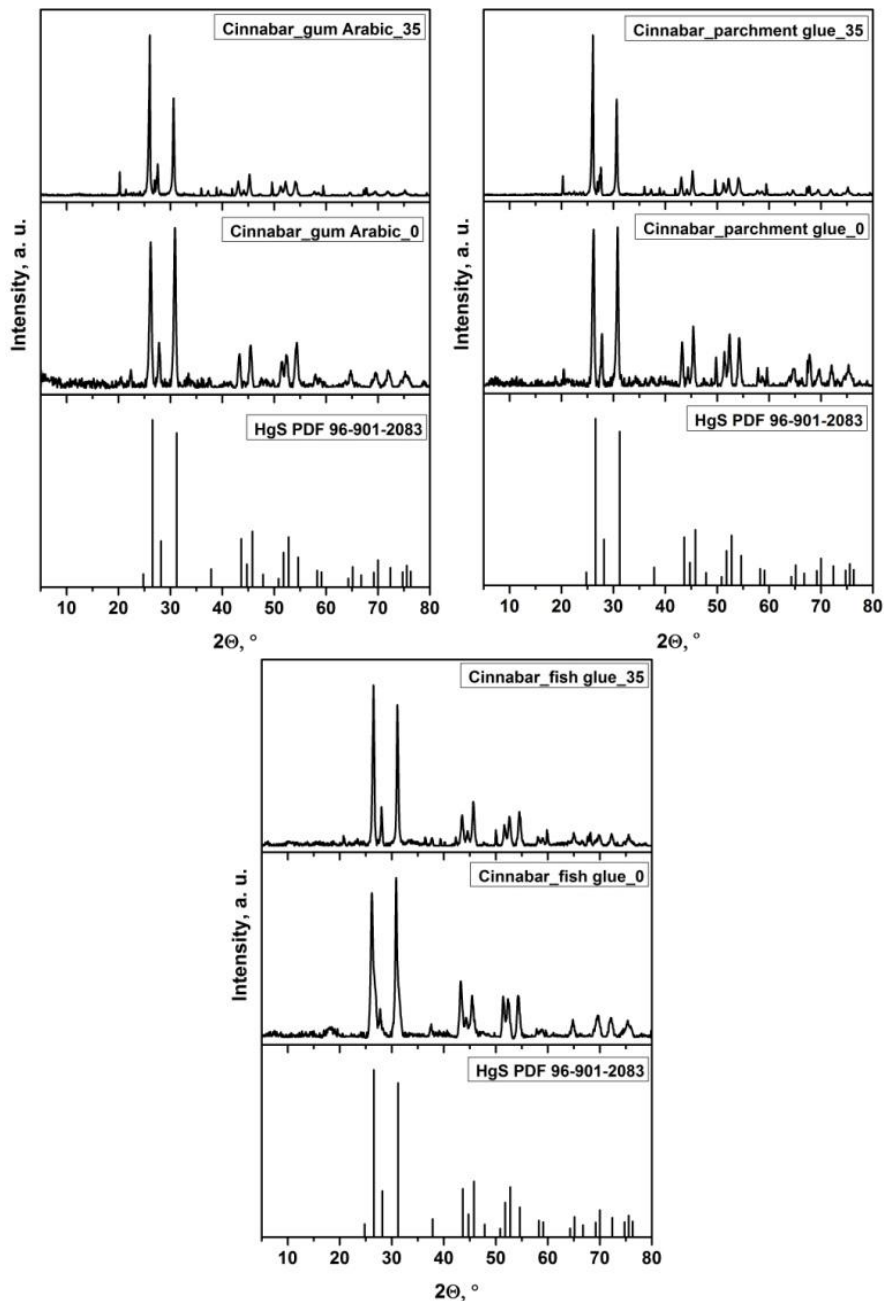 Cinnabar_gum Arabic_35
Cinnabar_gum Arabic_0
HgS PDF 96-901-2083
Intensity, a. u.
10 20 30 40 50 60 70 80
2Θ, °
Cinnabar_parchment glue_35
Cinnabar_parchment glue_0
HgS PDF 96-901-2083
Intensity, a. u.
10 20 30 40 50 60 70 80
2Θ, °
Cinnabar_fish glue_35
Cinnabar_fish glue_0
HgS PDF 96-901-2083
Intensity, a. u.
10 20 30 40 50 60 70 80
2Θ, °